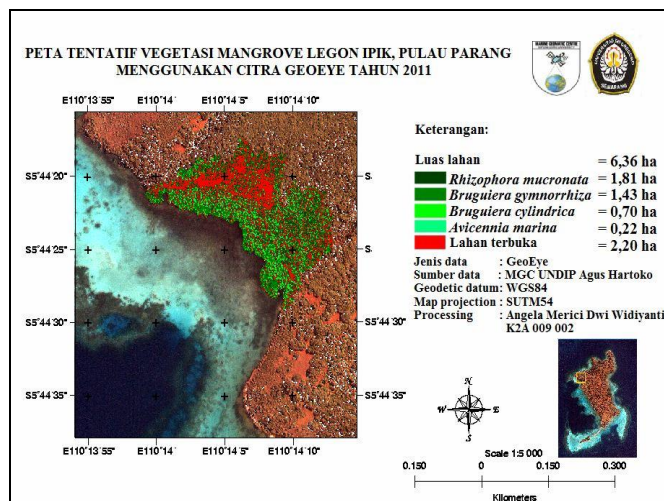 PETA TENTATIF VEGETASI MANGROVE LEGON IPIK, PULAU PARANG
MENGGUNAKAN CITRA GEOEYE TAHUN 2011
E110°13'55 E110°14' E110°14'5 E110°14'10
S5°44'20 S
S5°44'25 S
S5°44'30 S5°44'30
S5°44'35 S5°44'35
E110°13'55 E110°14' E110°14'5 E110°14'10
Keterangan:
Luas lahan = 6,36 ha
Rhizophora mucronata = 1,81 ha
Bruguiera gymnorrhiza = 1,43 ha
Bruguiera cylindrica = 0,70 ha
Avicennia marina = 0,22 ha
Lahan terbuka = 2,20 ha
Jenis data : GeoEye
Sumber data : MGC UNDIP Agus Hartoko
Geodetic datum : WGS84
Map projection : SUTM54
Processing : Angela Merici Dwi Widiyanti
K2A 009 002
N
W E
S
Scale 1:5 000
0.150 0 0.150 0.300
Kilometers